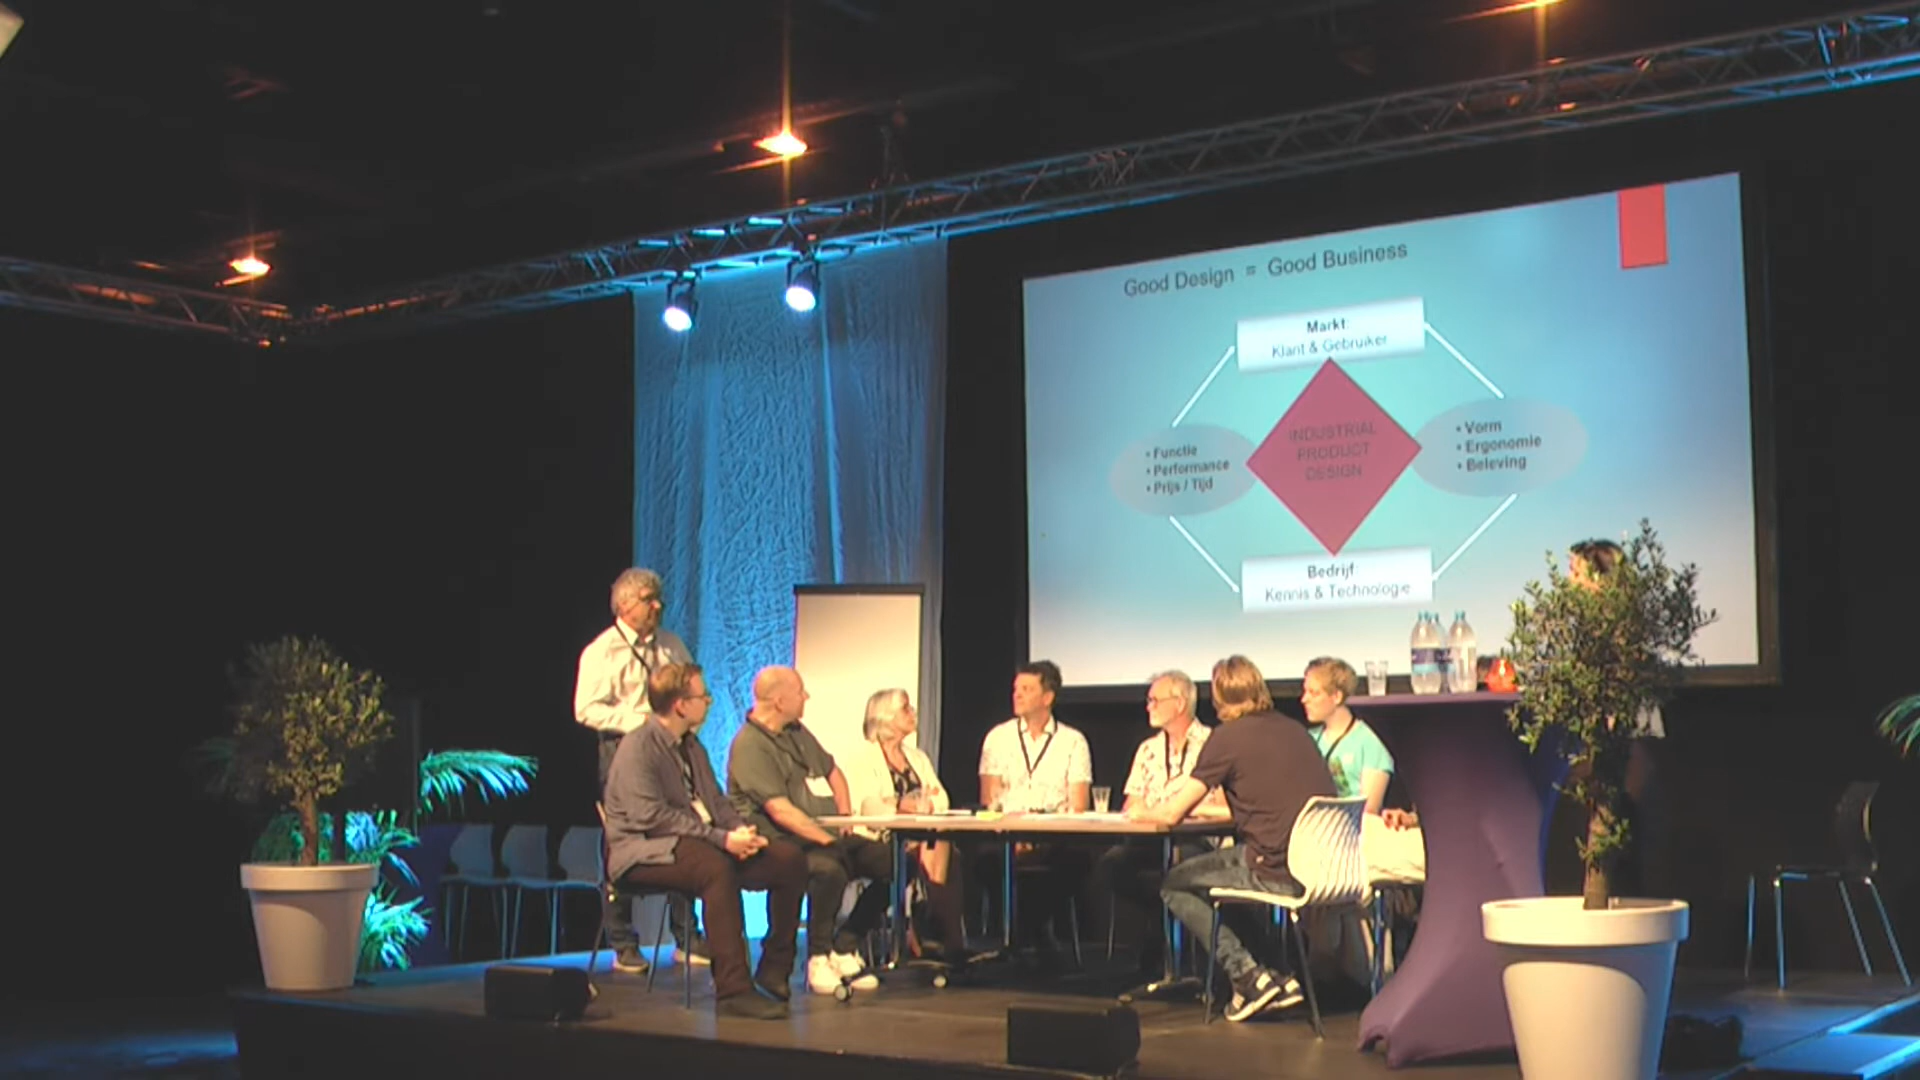 Good Design = Good Business
Markt:
Klant & Gebruiker
• Functie
• Performance
• Prijs / Tijd
INDUSTRIAL
PRODUCT
DESIGN
• Vorm
• Ergonomie
• Beleving
Bedrijf:
Kennis & Technologie